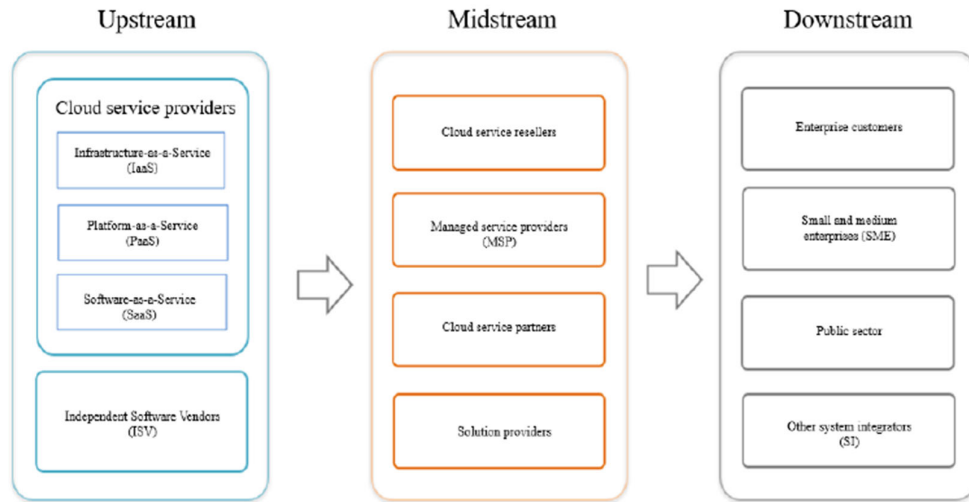 Upstream
Cloud service providers
Infrastructure-as-a-Service
(IaaS)
Platform-as-a-Service
(PaaS)
Software-as-a-Service
(SaaS)
Independent Software Vendors
(ISV)
Midstream
Cloud service resellers
Managed service providers
(MSP)
Cloud service partners
Solution providers
Downstream
Enterprise customers
Small and medium
enterprises (SME)
Public sector
Other system integrators
(SI)